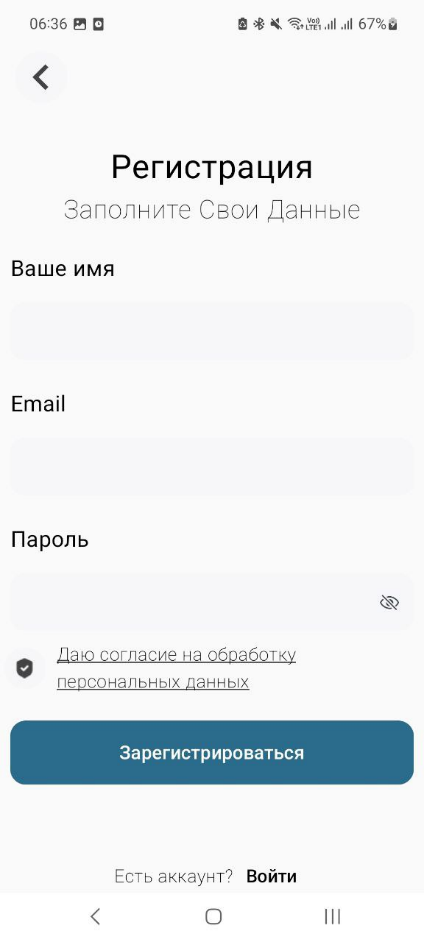 06:36 67%
Регистрация
Заполните Свои Данные
Ваше имя
Email
Пароль
Даю согласие на обработку
персональных данных
Зарегистрироваться
Есть аккаунт? Войти